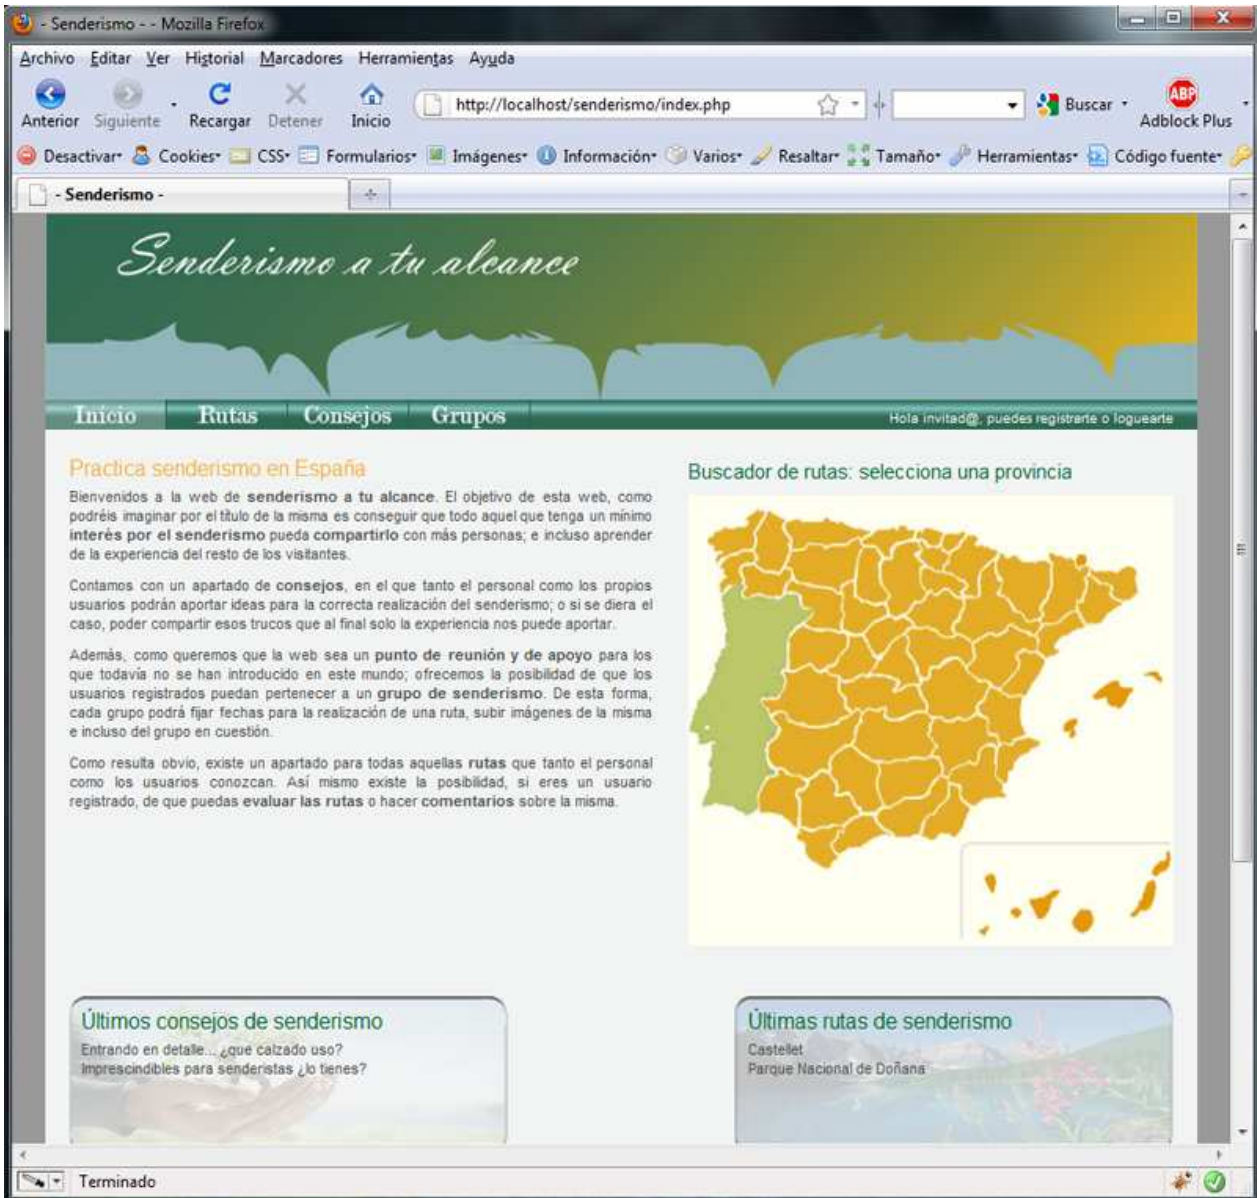 - Senderismo - - Mozilla Firefox
Archivo Editar Ver Historial Marcadores Herramientas Ayuda
Anterior Siguiente Recargar Detener Inicio http://localhost/senderismo/index.php Buscar ABP Adblock Plus
Desactivar Cookies CSS Formularios Imágenes Información Varios Resaltar Tamaño Herramientas Código fuente
- Senderismo -
Senderismo a tu alcance
Inicio Rutas Consejos Grupos Hola invitad@, puedes registrarte o loguearte
Practica senderismo en España
Bienvenidos a la web de senderismo a tu alcance. El objetivo de esta web, como
podréis imaginar por el título de la misma es conseguir que todo aquel que tenga un mínimo
interés por el senderismo pueda compartirlo con más personas; e incluso aprender
de la experiencia del resto de los visitantes.
Contamos con un apartado de consejos, en el que tanto el personal como los propios
usuarios podrán aportar ideas para la correcta realización del senderismo; o si se diera el
caso, poder compartir esos trucos que al final solo la experiencia nos puede aportar.
Además, como queremos que la web sea un punto de reunión y de apoyo para los
que todavía no se han introducido en este mundo; ofrecemos la posibilidad de que los
usuarios registrados puedan pertenecer a un grupo de senderismo. De esta forma,
cada grupo podrá fijar fechas para la realización de una ruta, subir imágenes de la misma
e incluso del grupo en cuestión.
Como resulta obvio, existe un apartado para todas aquellas rutas que tanto el personal
como los usuarios conozcan. Así mismo existe la posibilidad, si eres un usuario
registrado, de que puedas evaluar las rutas o hacer comentarios sobre la misma.
Buscador de rutas: selecciona una provincia
Últimos consejos de senderismo
Entrando en detalle... ¿que calzado uso?
Imprescindibles para senderistas ¿lo tienes?
Últimas rutas de senderismo
Castellet
Parque Nacional de Doñana
Terminado